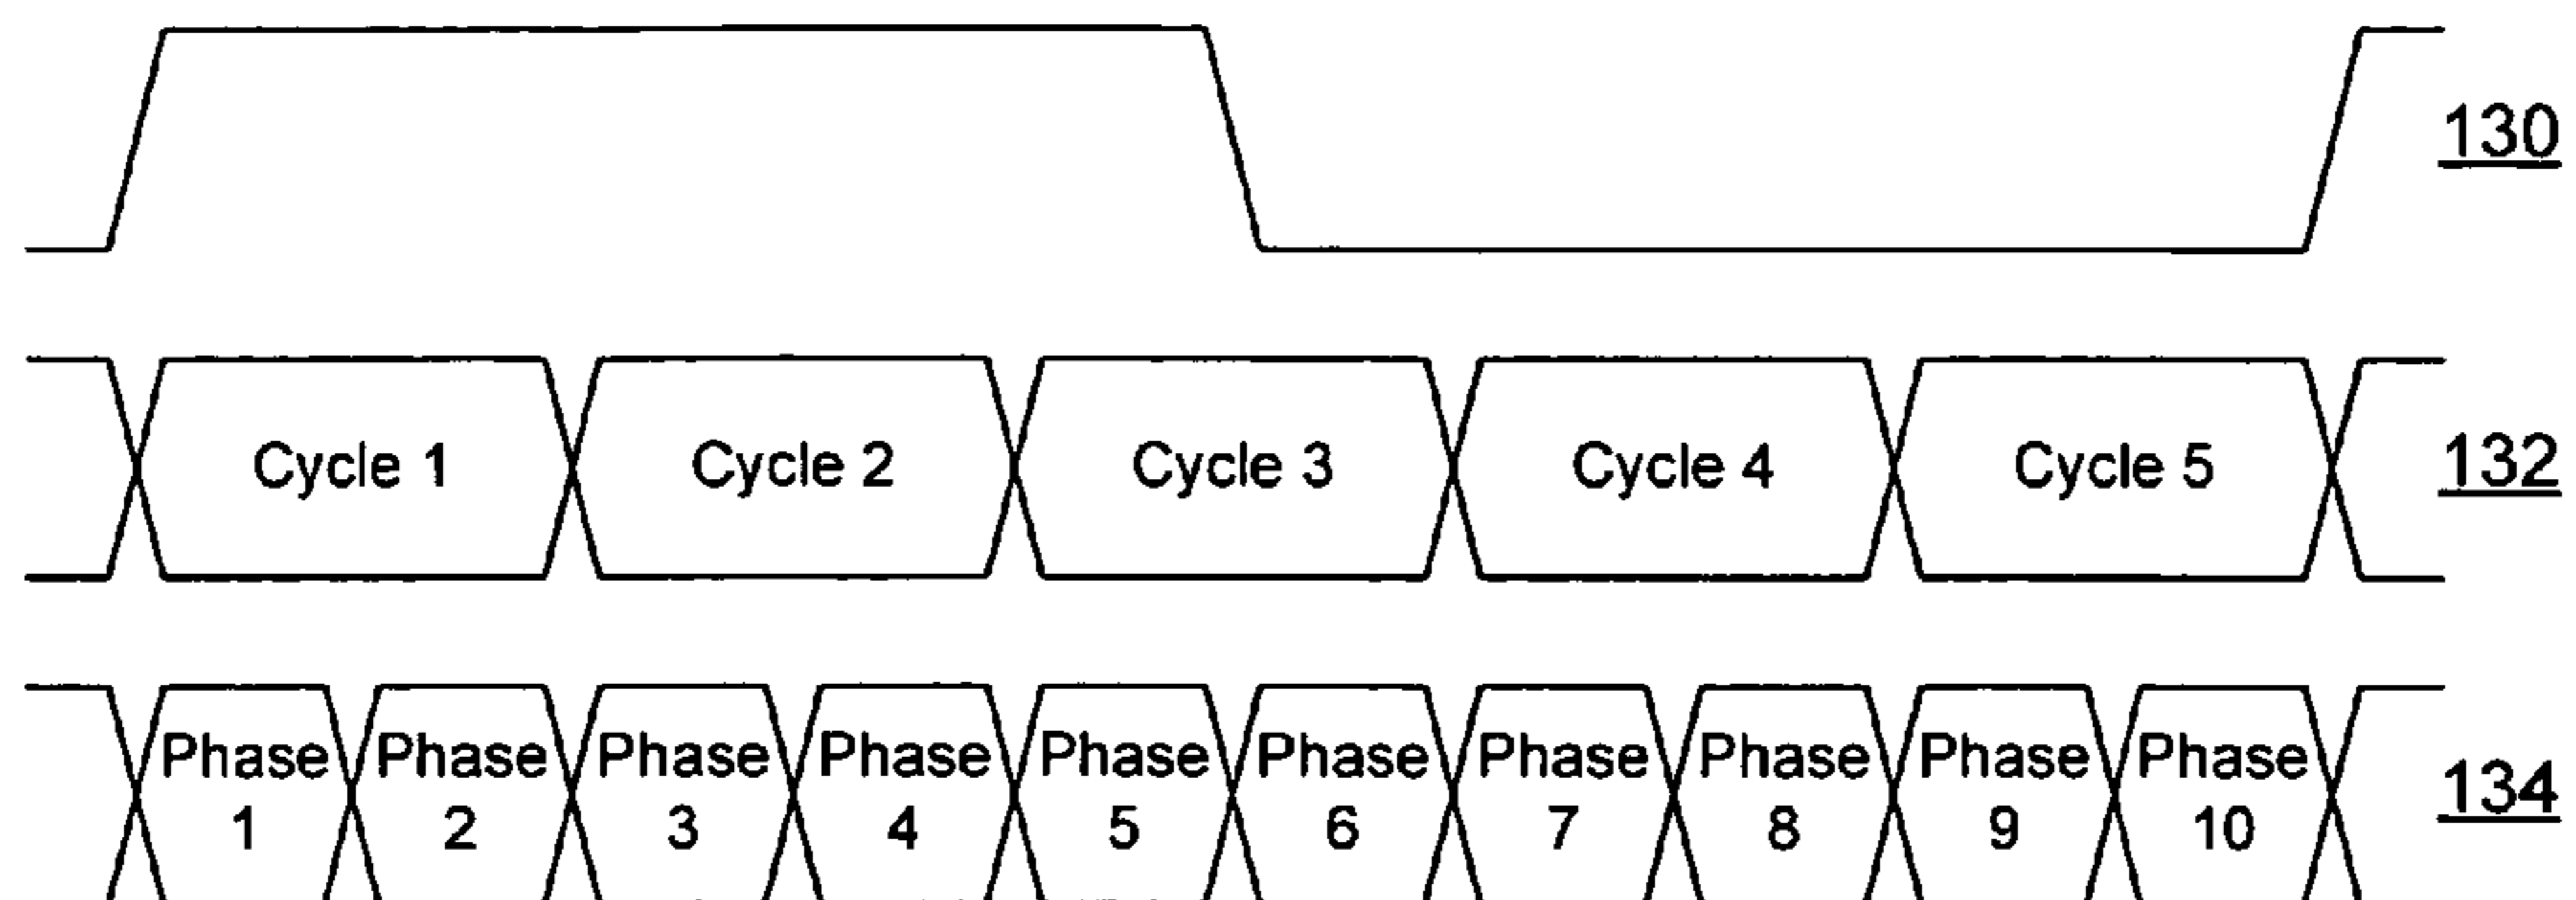 130
Cycle 1 Cycle 2 Cycle 3 Cycle 4 Cycle 5 132
Phase Phase Phase Phase Phase Phase Phase Phase Phase Phase 134
1 2 3 4 5 6 7 8 9 10